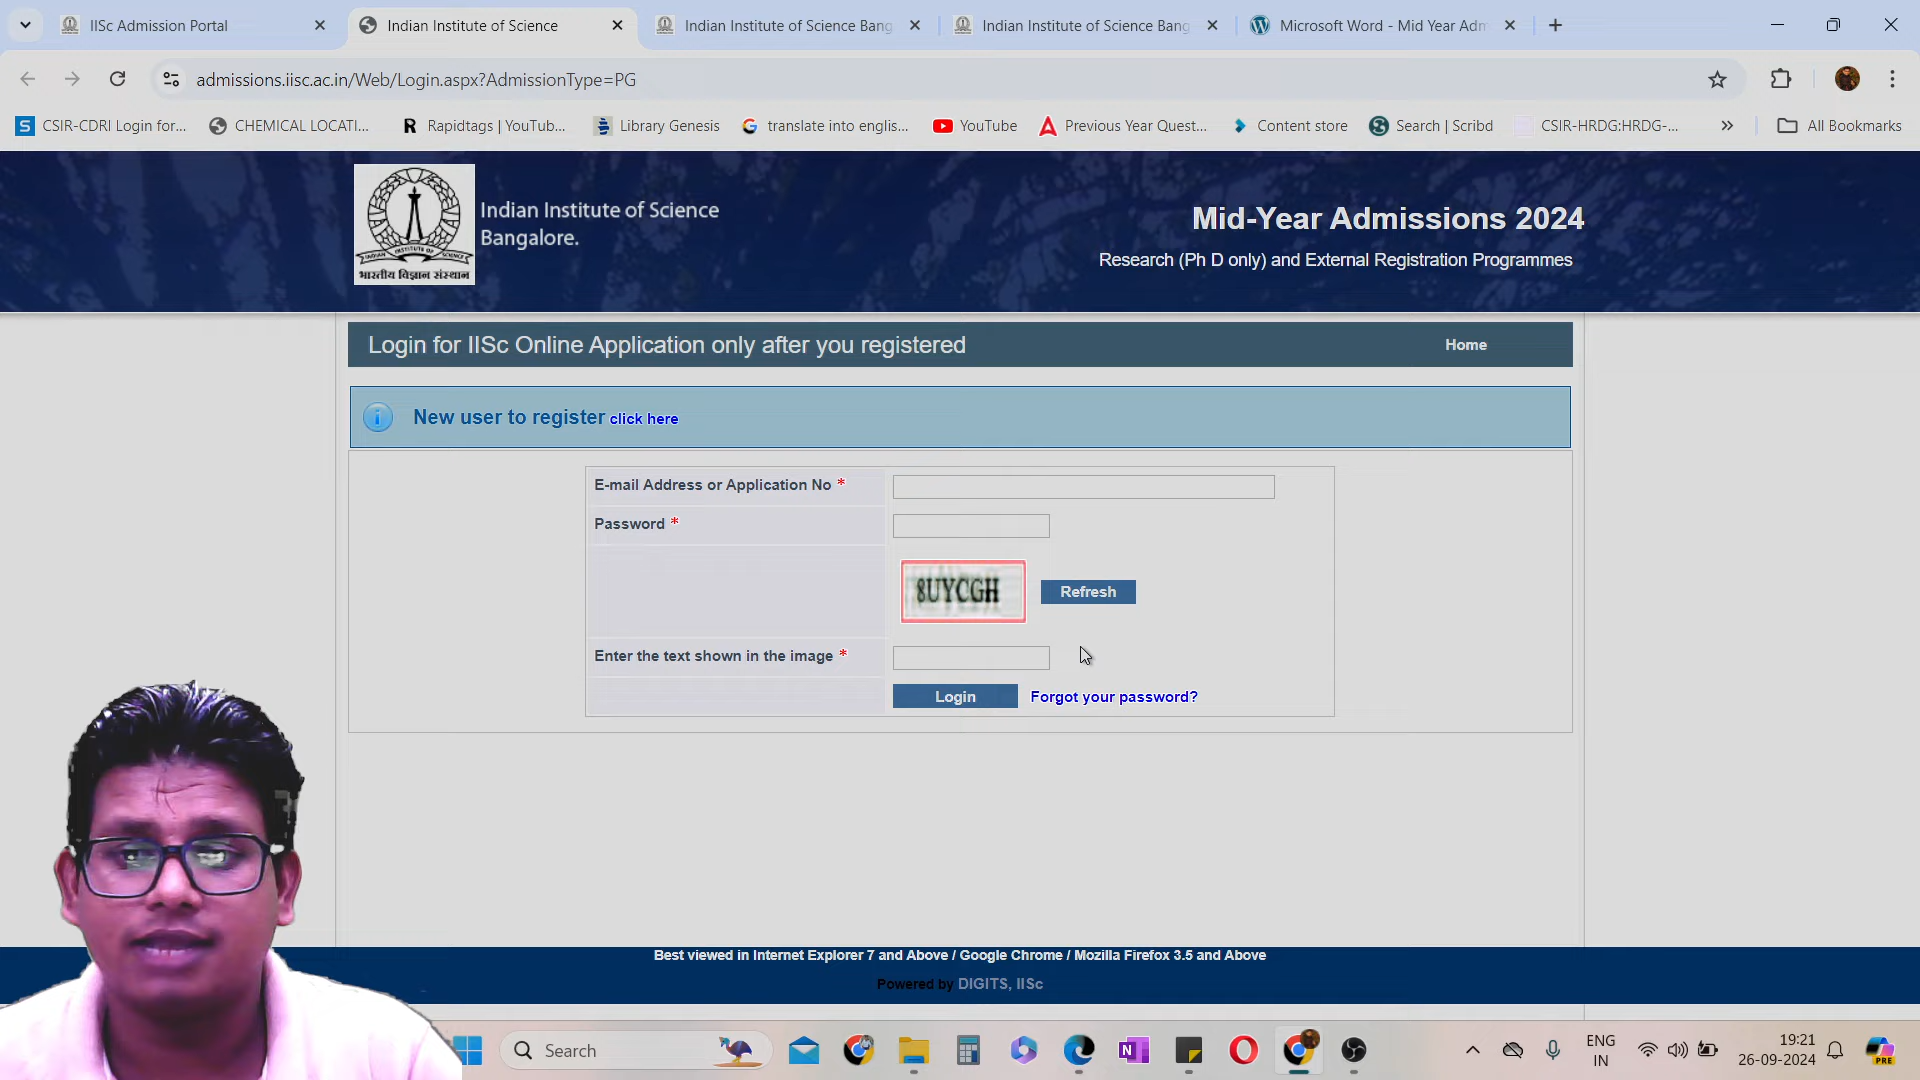 IISc Admission Portal
Indian Institute of Science
Indian Institute of Science Bang
Indian Institute of Science Bang
Microsoft Word - Mid Year Adm
admissions.iisc.ac.in/Web/Login.aspx?AdmissionType=PG
CSIR-CDRI Login for...
CHEMICAL LOCATI...
Rapidtags | YouTub...
Library Genesis
translate into englis...
YouTube
Previous Year Quest...
Content store
Search | Scribd
CSIR-HRDG:HRDG-...
All Bookmarks
भारतीय विज्ञान संस्थान
Indian Institute of Science
Bangalore.
Mid-Year Admissions 2024
Research (Ph D only) and External Registration Programmes
Login for IISc Online Application only after you registered
Home
New user to register click here
E-mail Address or Application No *
Password *
8UYCGH
Refresh
Enter the text shown in the image *
Login
Forgot your password?
Best viewed in Internet Explorer 7 and Above / Google Chrome / Mozilla Firefox 3.5 and Above
Powered by DIGITS, IISc
Search
ENG
IN
19:21
26-09-2024
PRE